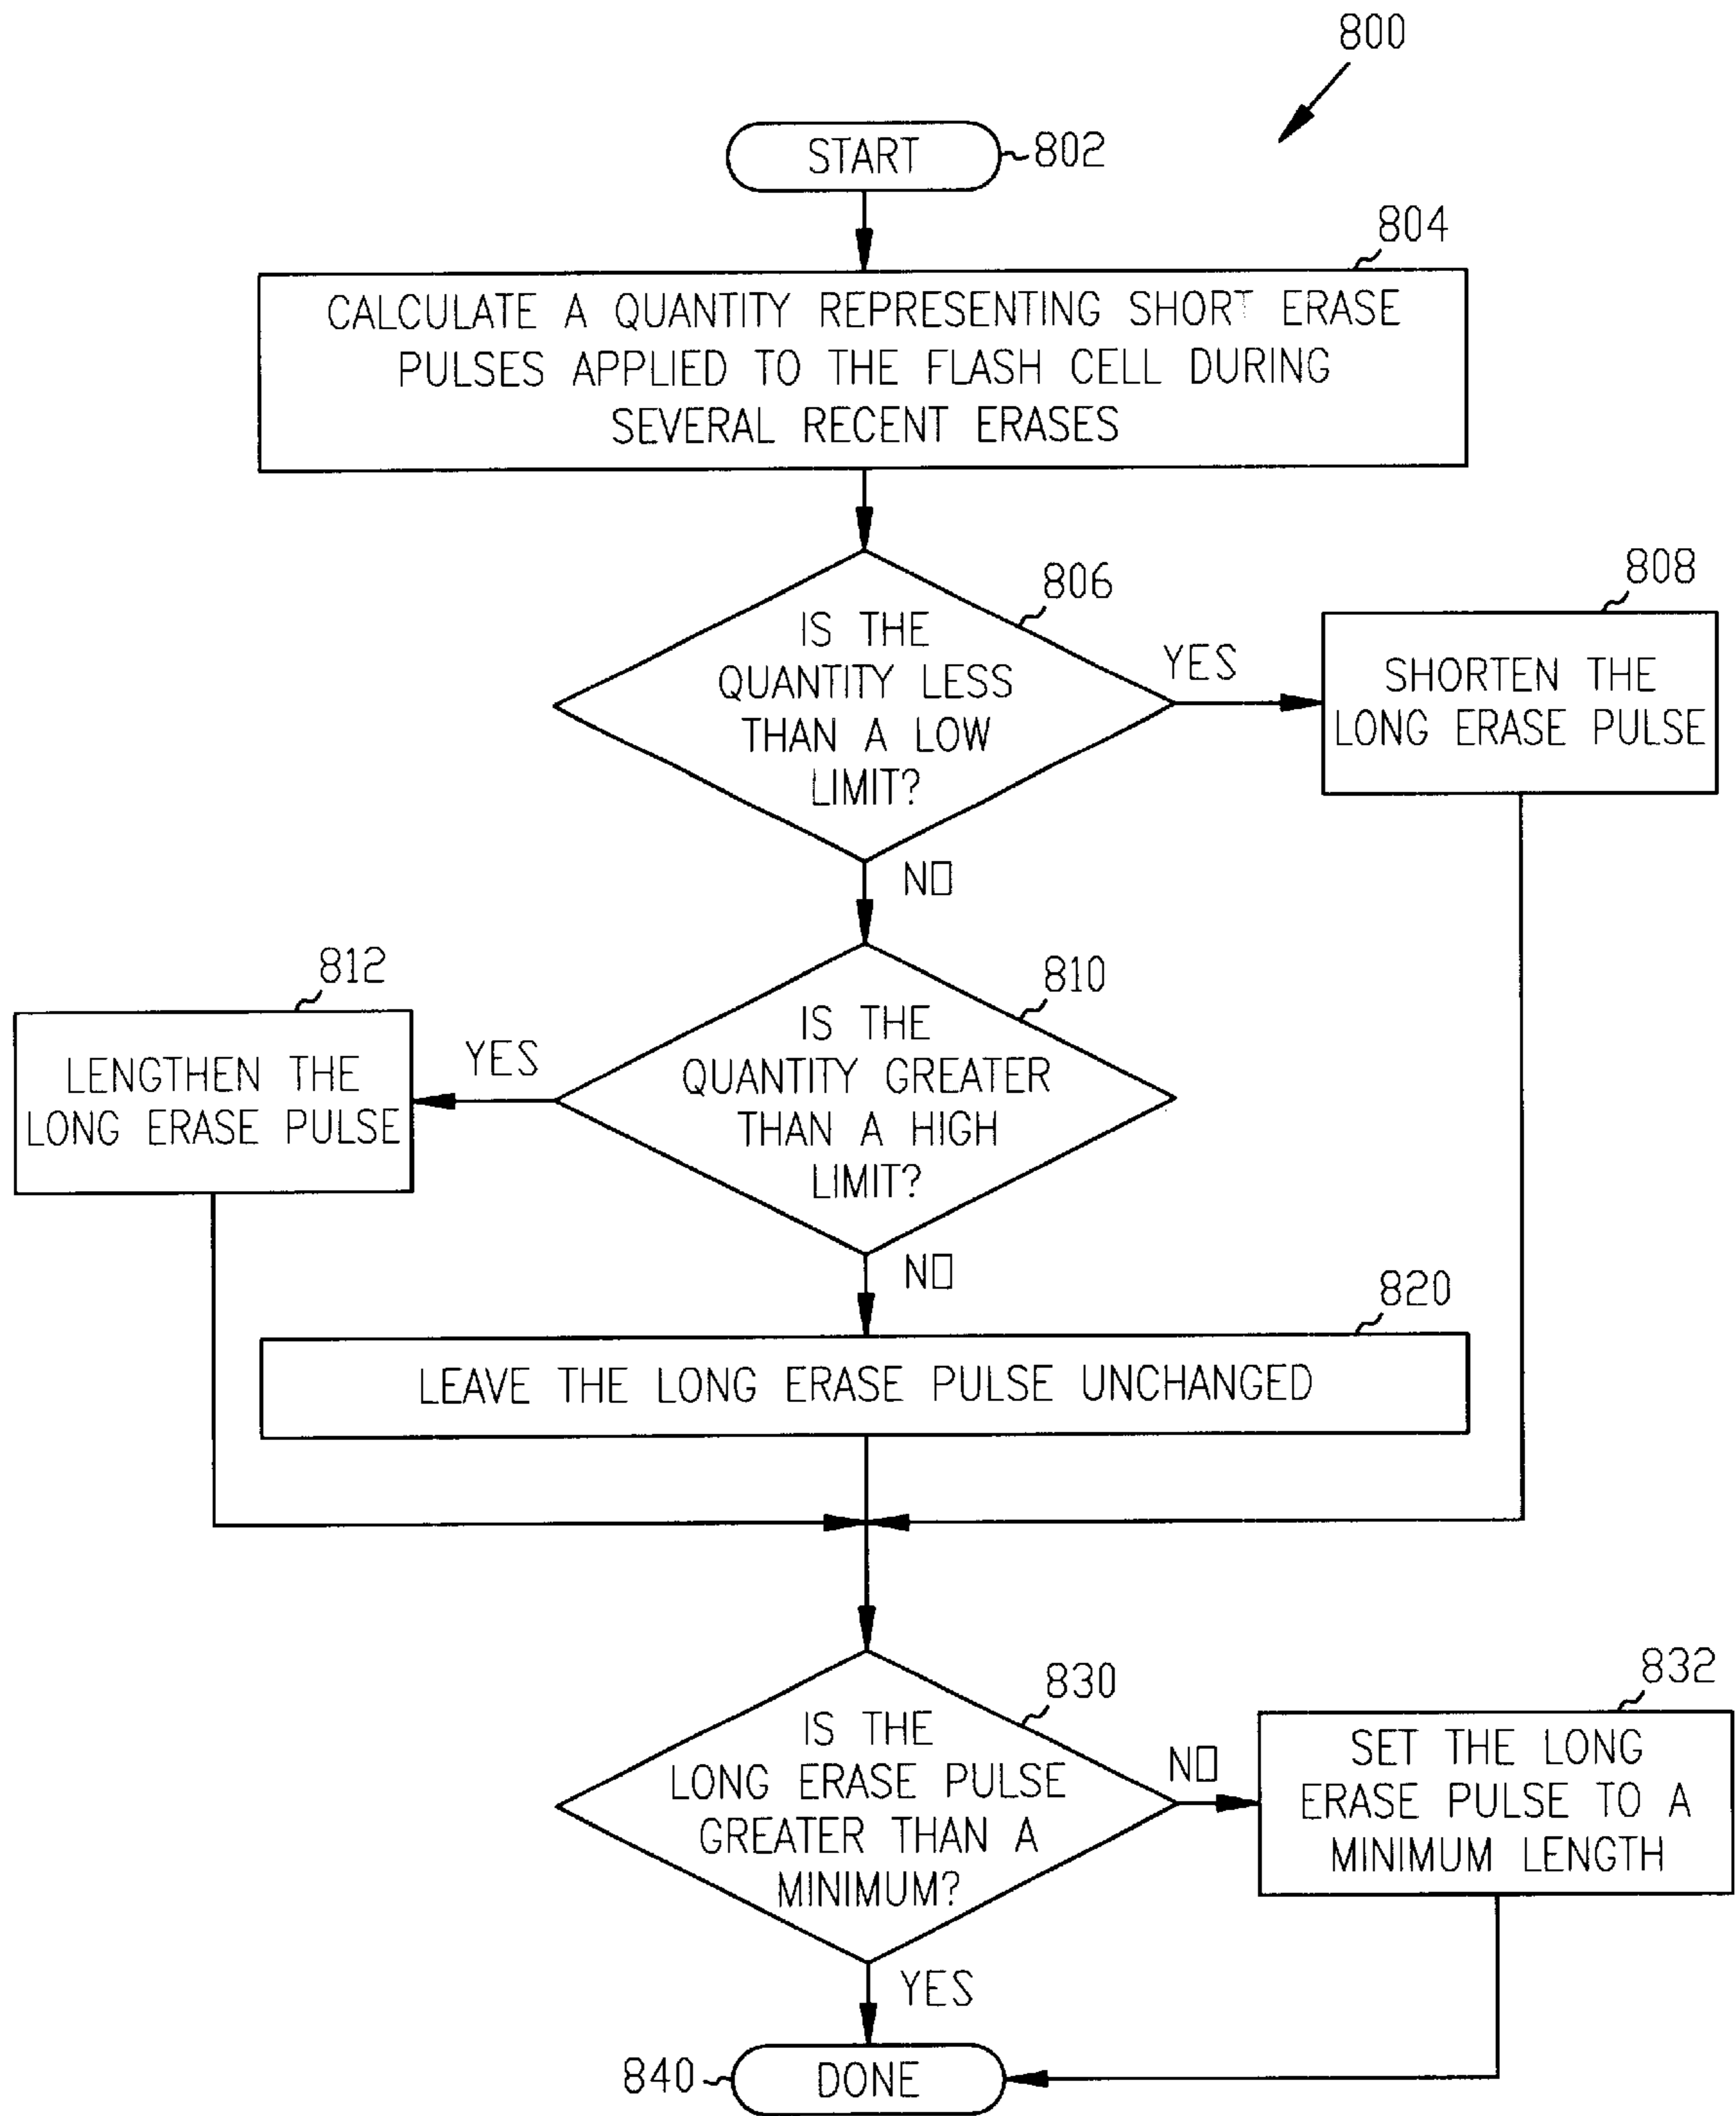 800
START
802
804
CALCULATE A QUANTITY REPRESENTING SHORT ERASE
PULSES APPLIED TO THE FLASH CELL DURING
SEVERAL RECENT ERASES
806
IS THE
QUANTITY LESS
THAN A LOW
LIMIT?
YES
808
SHORTEN THE
LONG ERASE PULSE
NO
810
IS THE
QUANTITY GREATER
THAN A HIGH
LIMIT?
YES
812
LENGTHEN THE
LONG ERASE PULSE
NO
820
LEAVE THE LONG ERASE PULSE UNCHANGED
830
IS THE
LONG ERASE PULSE
GREATER THAN A
MINIMUM?
NO
832
SET THE LONG
ERASE PULSE TO A
MINIMUM LENGTH
YES
840
DONE